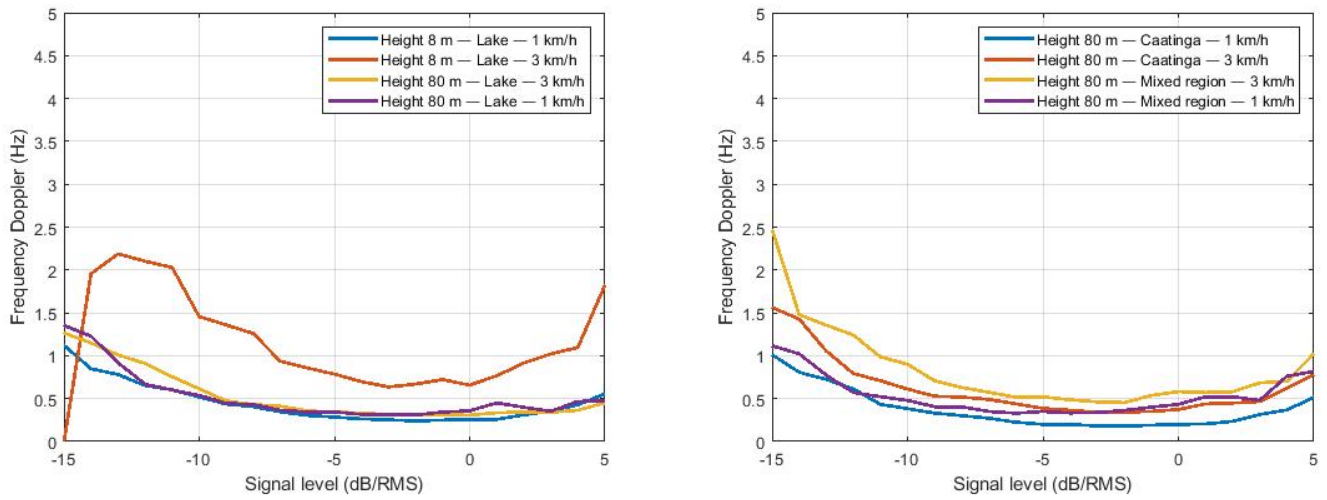 5
4.5
4
3.5
3
2.5
2
1.5
1
0.5
0
Frequency Doppler (Hz)
-15
-10
-5
0
5
Signal level (dB/RMS)
Height 8 m — Lake — 1 km/h
Height 8 m — Lake — 3 km/h
Height 80 m — Lake — 3 km/h
Height 80 m — Lake — 1 km/h
5
4.5
4
3.5
3
2.5
2
1.5
1
0.5
0
Frequency Doppler (Hz)
-15
-10
-5
0
5
Signal level (dB/RMS)
Height 80 m — Caatinga — 1 km/h
Height 80 m — Caatinga — 3 km/h
Height 80 m — Mixed region — 3 km/h
Height 80 m — Mixed region — 1 km/h